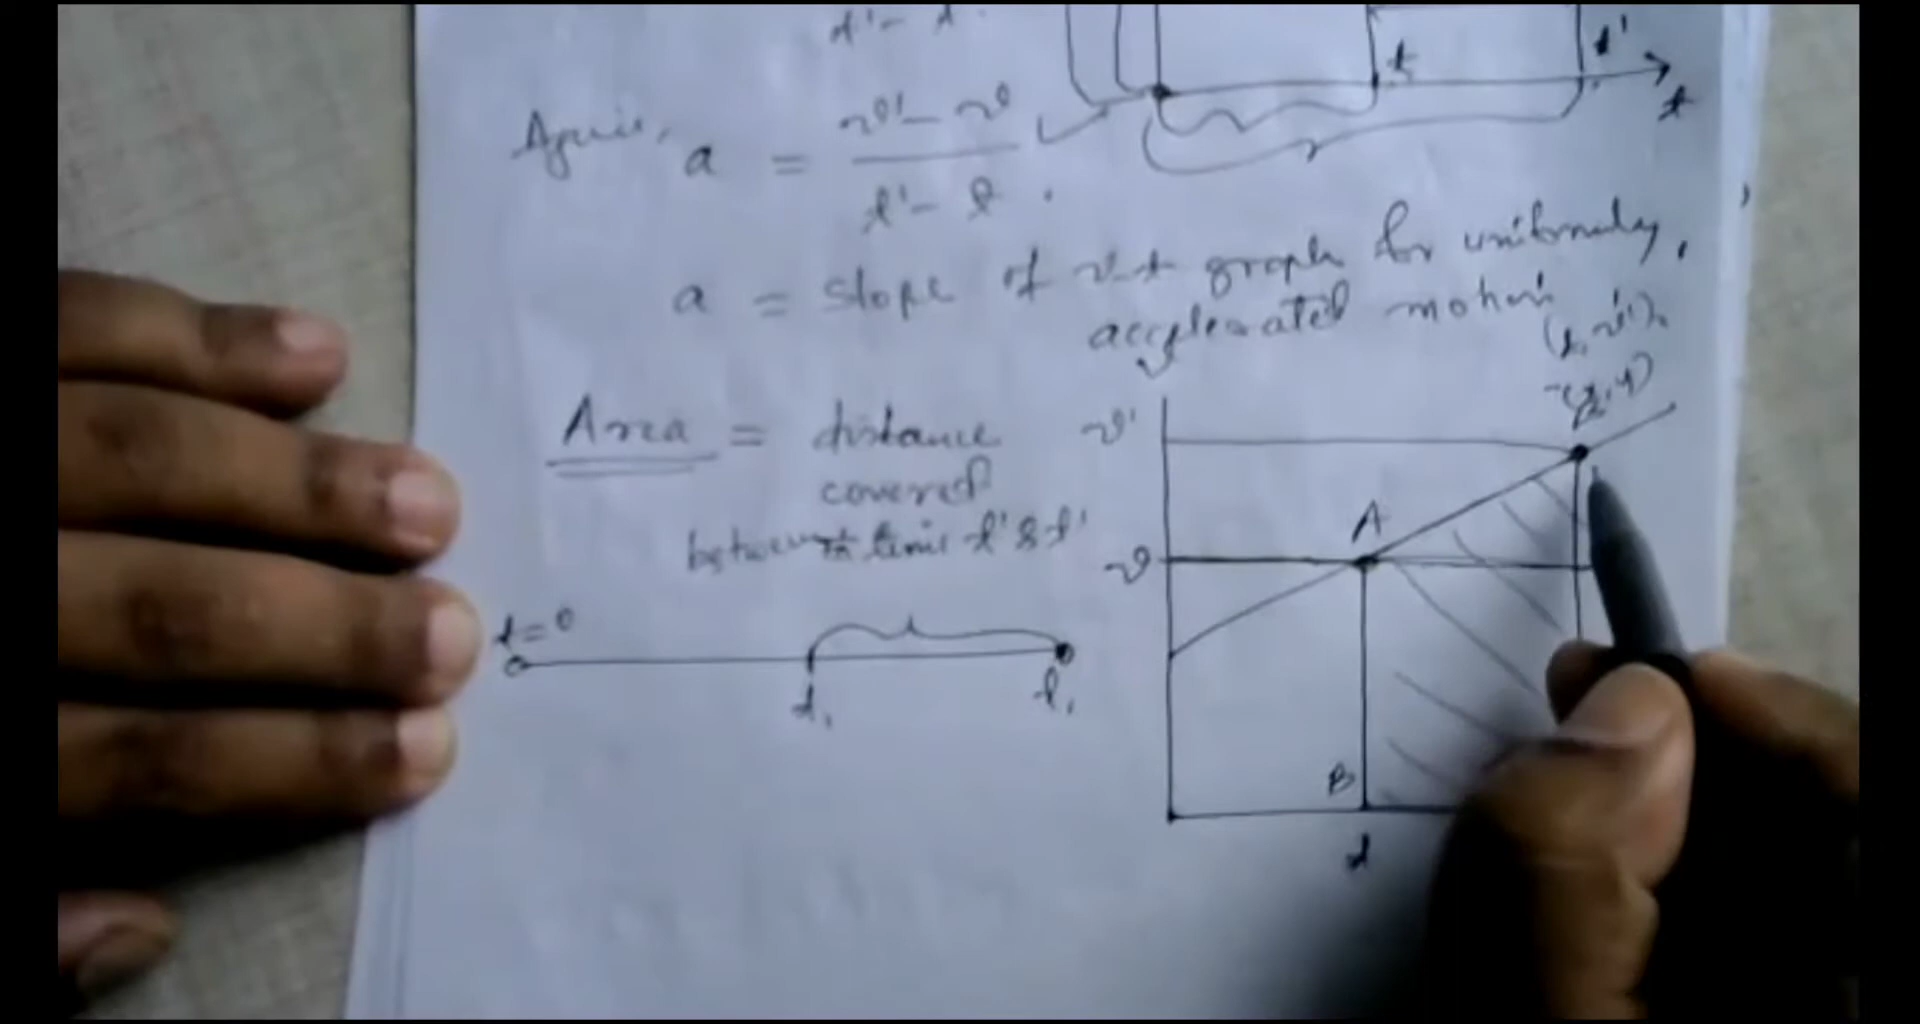 t' - t.
t
t'
t
Again, a = v' - v / t' - t.
a = slope of v-t graph for uniformly,
accelerated motion
(t, v').
(x, y)
Area = distance
covered
between time t' & t'
v'
v
A
B
t
t=0
t,
t,